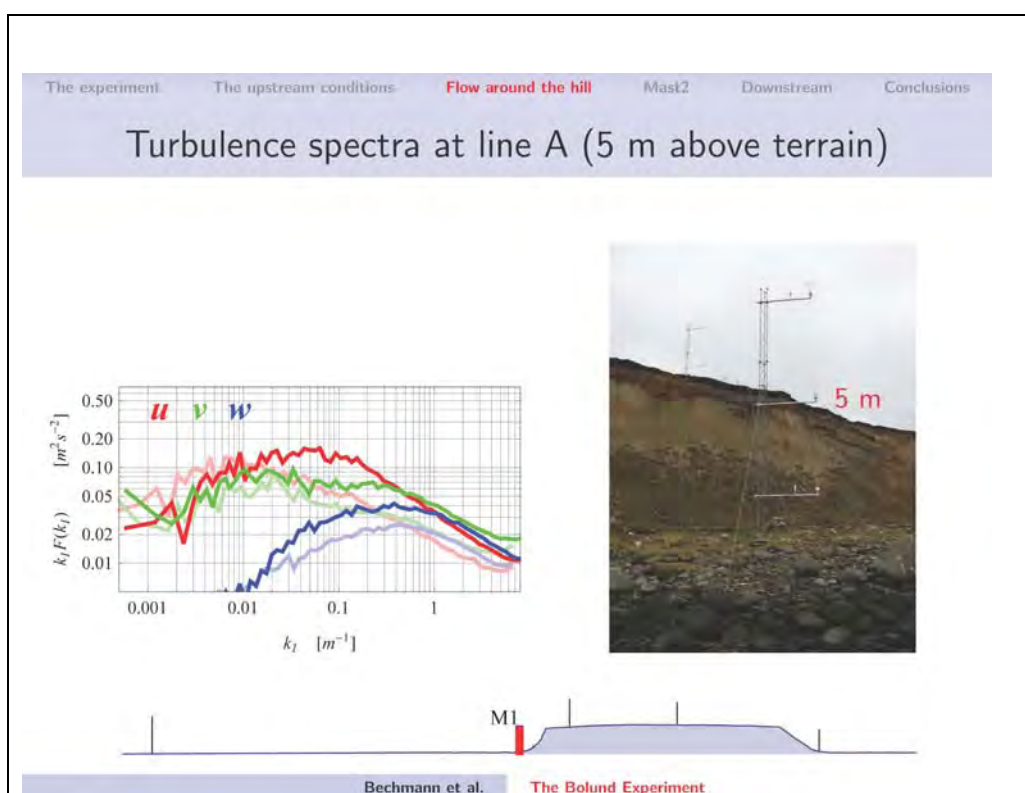 The experiment The upstream conditions Flow around the hill Mast2 Downstream Conclusions
Turbulence spectra at line A (5 m above terrain)
u v w
0.50
0.20
0.10
0.05
0.02
0.01
k₁F(k₁) [m²s⁻²]
0.001 0.01 0.1 1
k₁ [m⁻¹]
5 m
M1
Bechmann et al. The Bolund Experiment